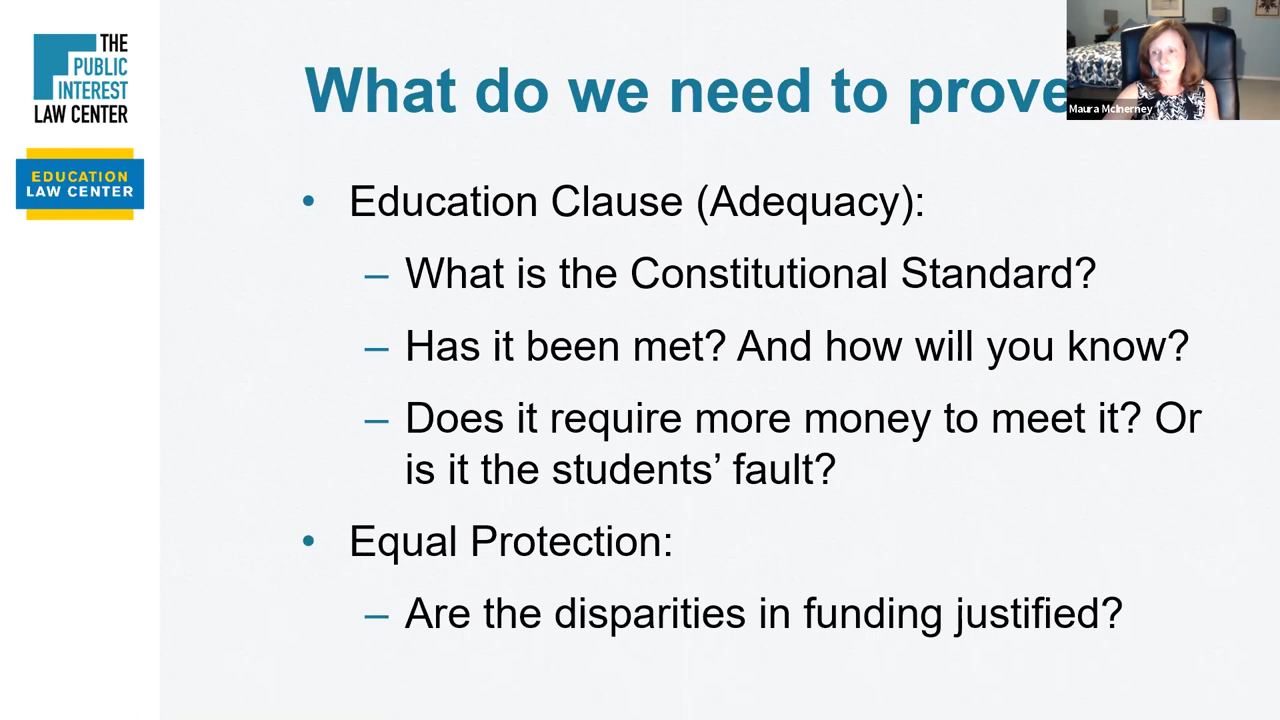 THE
PUBLIC
INTEREST
LAW CENTER
EDUCATION
LAW CENTER
What do we need to prove
Maura McInerney
• Education Clause (Adequacy):
– What is the Constitutional Standard?
– Has it been met? And how will you know?
– Does it require more money to meet it? Or
is it the students’ fault?
• Equal Protection:
– Are the disparities in funding justified?